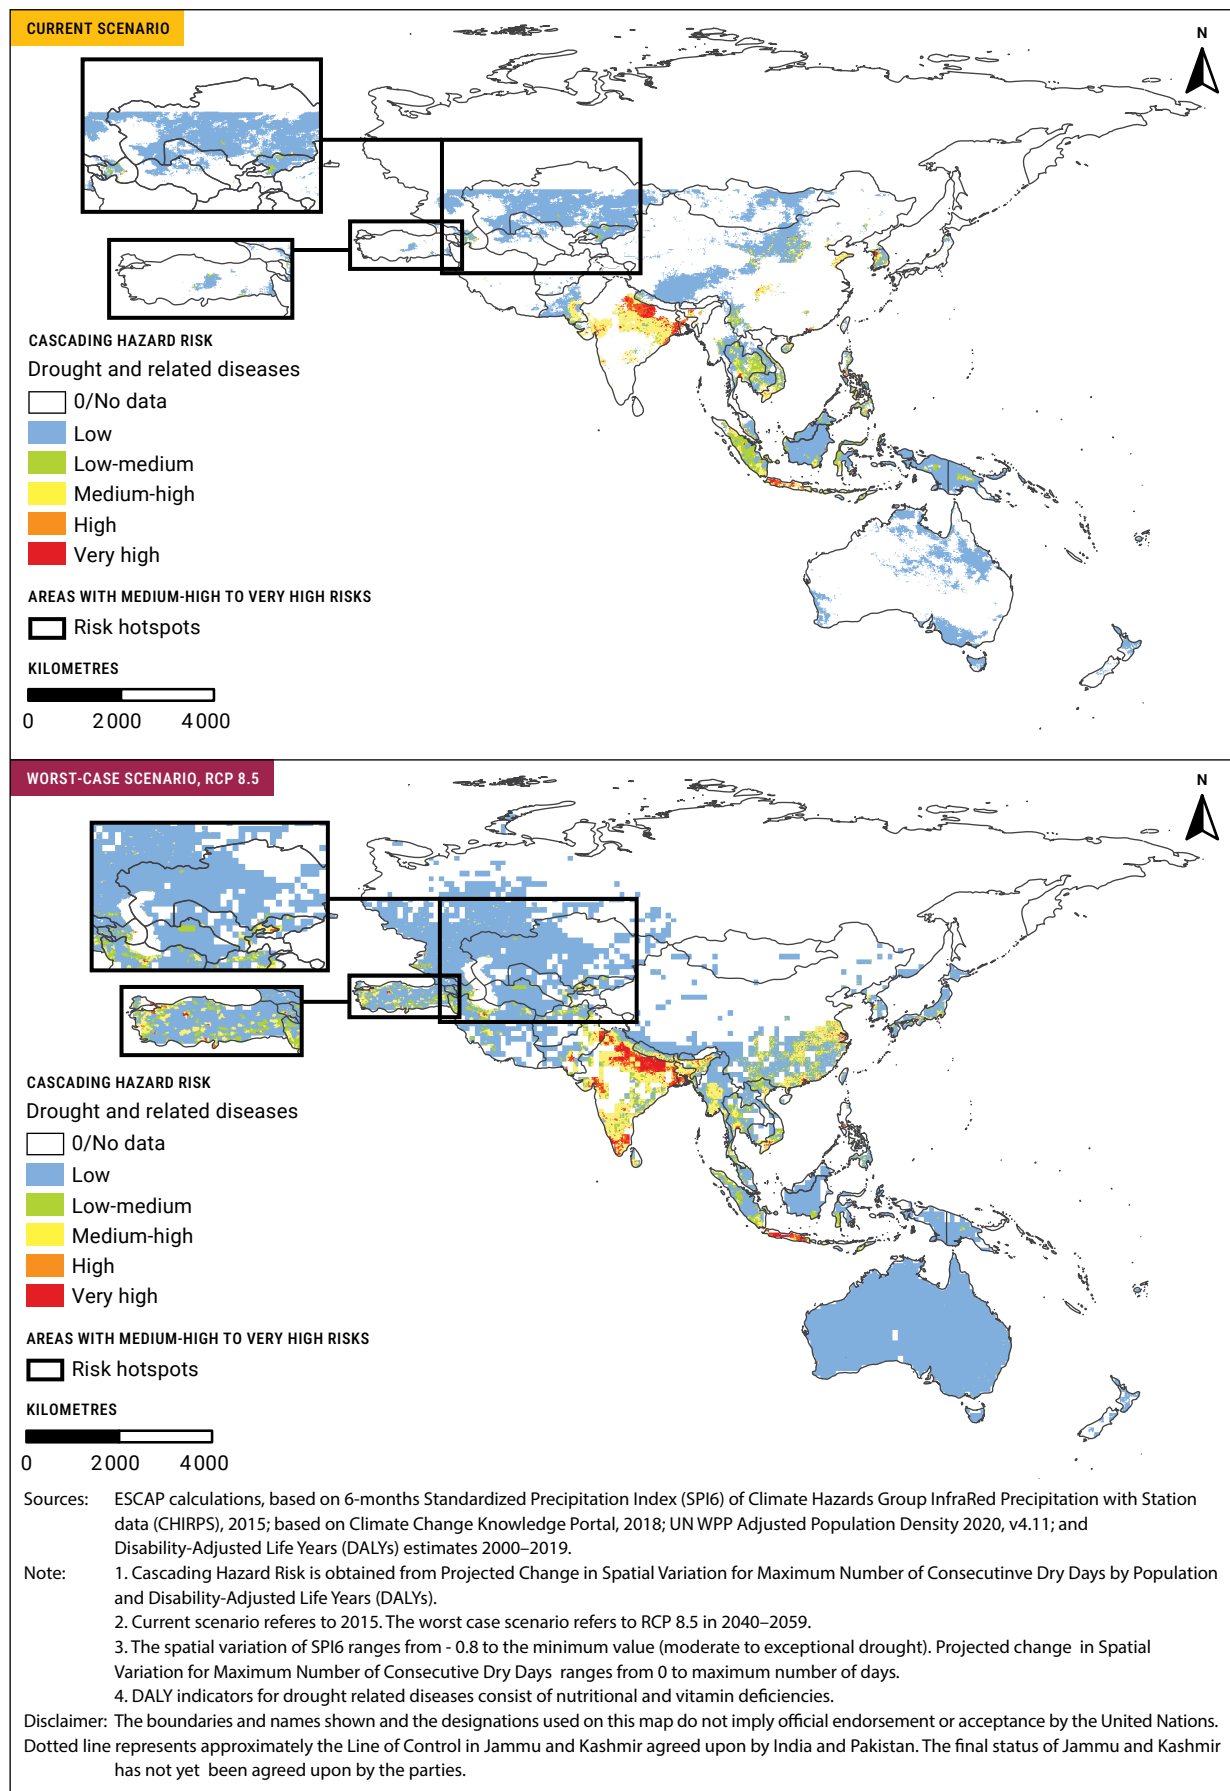 CURRENT SCENARIO
N
CASCADING HAZARD RISK
Drought and related diseases
0/No data
Low
Low-medium
Medium-high
High
Very high
AREAS WITH MEDIUM-HIGH TO VERY HIGH RISKS
Risk hotspots
KILOMETRES
0 2 000 4 000
WORST-CASE SCENARIO, RCP 8.5
N
CASCADING HAZARD RISK
Drought and related diseases
0/No data
Low
Low-medium
Medium-high
High
Very high
AREAS WITH MEDIUM-HIGH TO VERY HIGH RISKS
Risk hotspots
KILOMETRES
0 2 000 4 000
Sources: ESCAP calculations, based on 6-months Standardized Precipitation Index (SPI6) of Climate Hazards Group InfraRed Precipitation with Station
data (CHIRPS), 2015; based on Climate Change Knowledge Portal, 2018; UN WPP Adjusted Population Density 2020, v4.11; and
Disability-Adjusted Life Years (DALYs) estimates 2000–2019.
Note: 1. Cascading Hazard Risk is obtained from Projected Change in Spatial Variation for Maximum Number of Consecutinve Dry Days by Population
and Disability-Adjusted Life Years (DALYs).
2. Current scenario referes to 2015. The worst case scenario refers to RCP 8.5 in 2040–2059.
3. The spatial variation of SPI6 ranges from - 0.8 to the minimum value (moderate to exceptional drought). Projected change in Spatial
Variation for Maximum Number of Consecutive Dry Days ranges from 0 to maximum number of days.
4. DALY indicators for drought related diseases consist of nutritional and vitamin deficiencies.
Disclaimer: The boundaries and names shown and the designations used on this map do not imply official endorsement or acceptance by the United Nations.
Dotted line represents approximately the Line of Control in Jammu and Kashmir agreed upon by India and Pakistan. The final status of Jammu and Kashmir
has not yet been agreed upon by the parties.